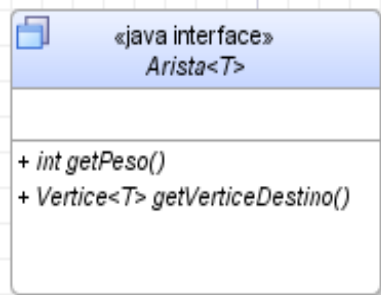 «java interface»
Arista<T>
+ int getPeso()
+ Vertice<T> getVerticeDestino()